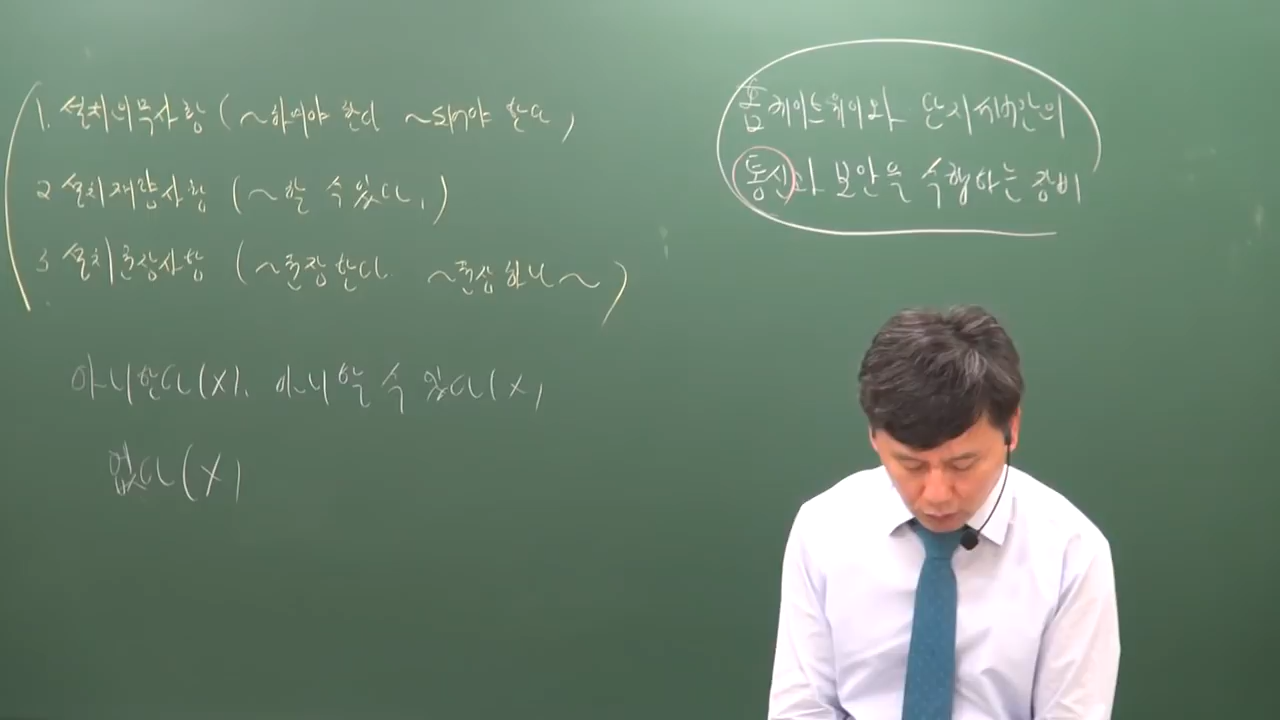 1. 설치의무사항 (~하여야 한다 ~되어야 한다)
2 설치재량사항 (~할 수 있다.)
3 설치권장사항 (~권장한다. ~권장하나~)
아니한다(X). 아니할 수 있다(X)
없다(X)
홈게이트웨이와 단지서버간의
통신과 보안을 수행하는 장비